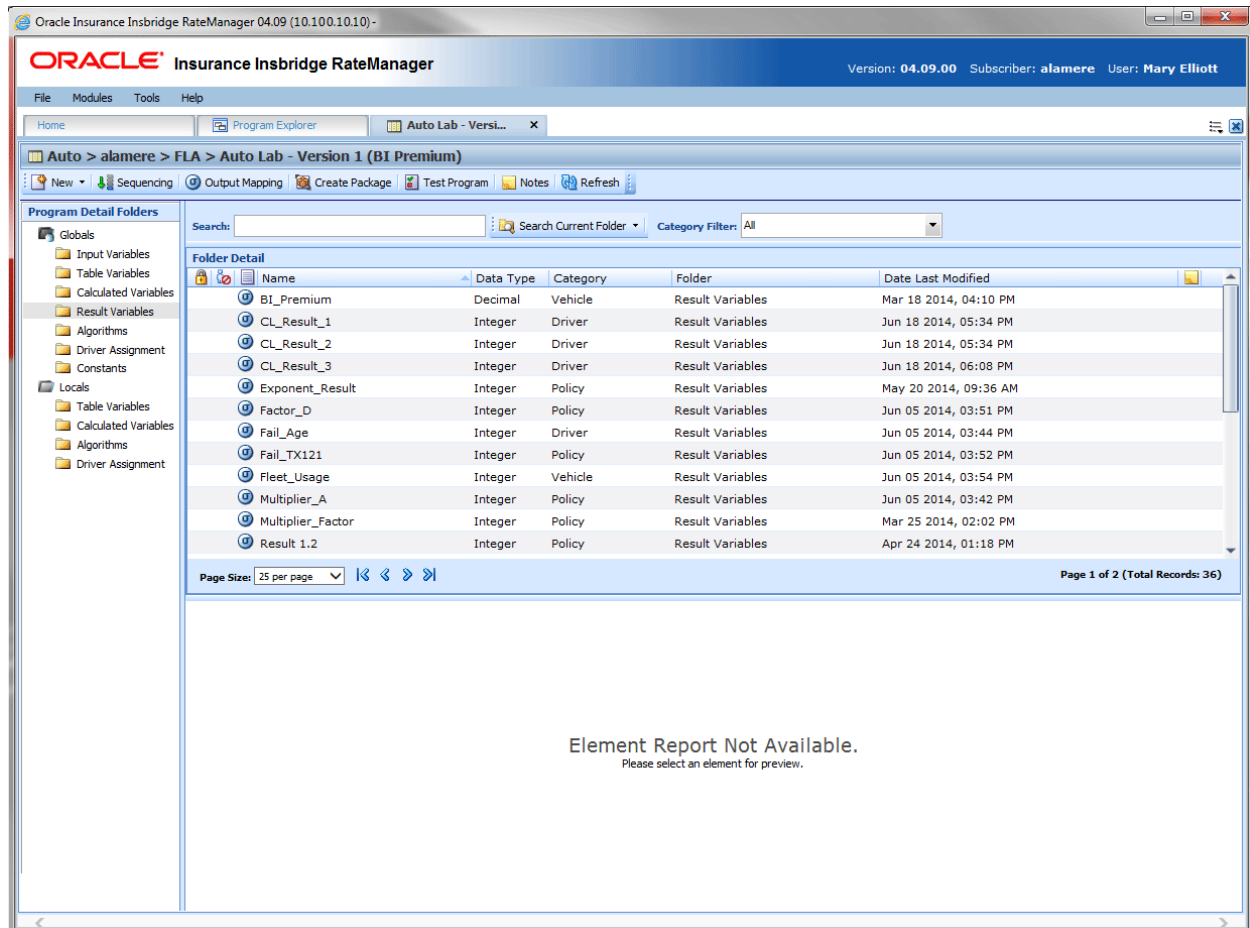 Oracle Insurance Insbridge RateManager 04.09 (10.100.10.10) -
ORACLE® Insurance Insbridge RateManager
Version: 04.09.00 Subscriber: alamere User: Mary Elliott
File Modules Tools Help
Home Program Explorer Auto Lab - Versi... X
Auto > alamere > FLA > Auto Lab - Version 1 (BI Premium)
New Sequencing Output Mapping Create Package Test Program Notes Refresh
Program Detail Folders
Globals
Input Variables
Table Variables
Calculated Variables
Result Variables
Algorithms
Driver Assignment
Constants
Locals
Table Variables
Calculated Variables
Algorithms
Driver Assignment
Search: Search Current Folder Category Filter: All
Folder Detail
Name Data Type Category Folder Date Last Modified
BI_Premium Decimal Vehicle Result Variables Mar 18 2014, 04:10 PM
CL_Result_1 Integer Driver Result Variables Jun 18 2014, 05:34 PM
CL_Result_2 Integer Driver Result Variables Jun 18 2014, 05:34 PM
CL_Result_3 Integer Driver Result Variables Jun 18 2014, 06:08 PM
Exponent_Result Integer Policy Result Variables May 20 2014, 09:36 AM
Factor_D Integer Policy Result Variables Jun 05 2014, 03:51 PM
Fail_Age Integer Driver Result Variables Jun 05 2014, 03:44 PM
Fail_TX121 Integer Policy Result Variables Jun 05 2014, 03:52 PM
Fleet_Usage Integer Vehicle Result Variables Jun 05 2014, 03:54 PM
Multiplier_A Integer Policy Result Variables Jun 05 2014, 03:42 PM
Multiplier_Factor Integer Policy Result Variables Mar 25 2014, 02:02 PM
Result 1.2 Integer Policy Result Variables Apr 24 2014, 01:18 PM
Page Size: 25 per page Page 1 of 2 (Total Records: 36)
Element Report Not Available.
Please select an element for preview.